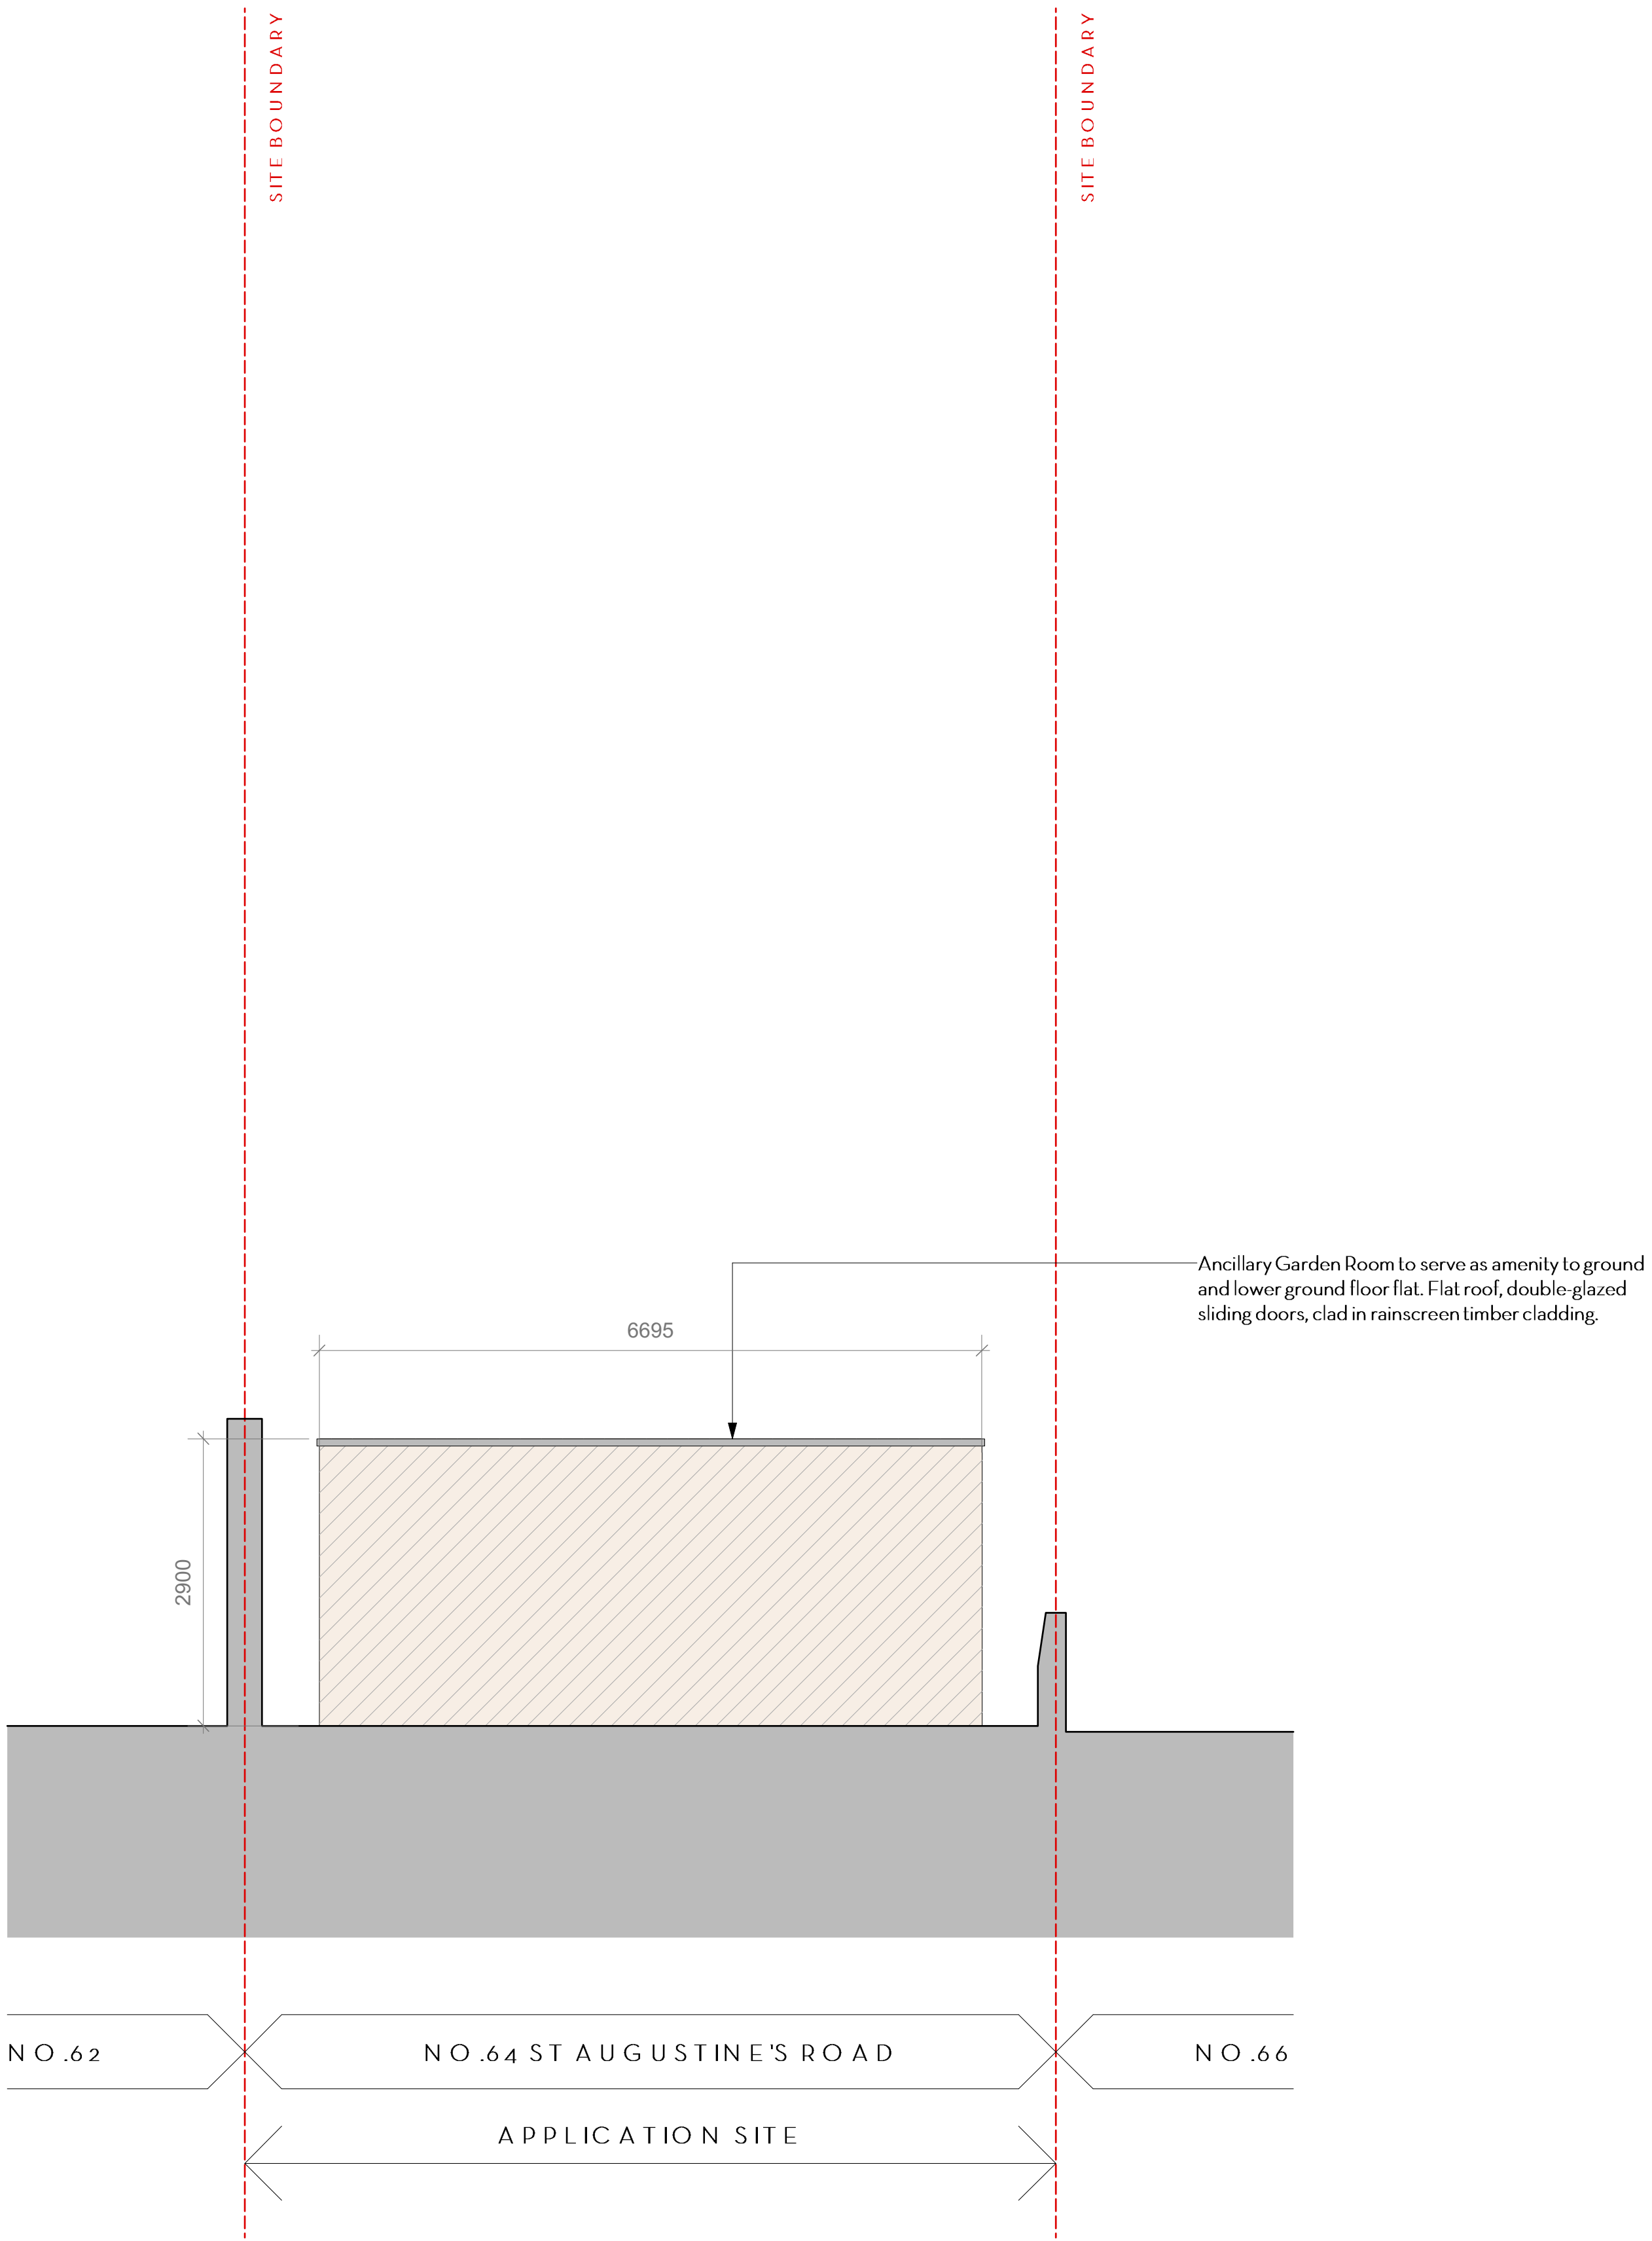 SITE BOUNDARY
SITE BOUNDARY
Ancillary Garden Room to serve as amenity to ground
and lower ground floor flat. Flat roof, double-glazed
sliding doors, clad in rainscreen timber cladding.
6695
2900
NO.62
NO.64 ST AUGUSTINE'S ROAD
NO.66
APPLICATION SITE